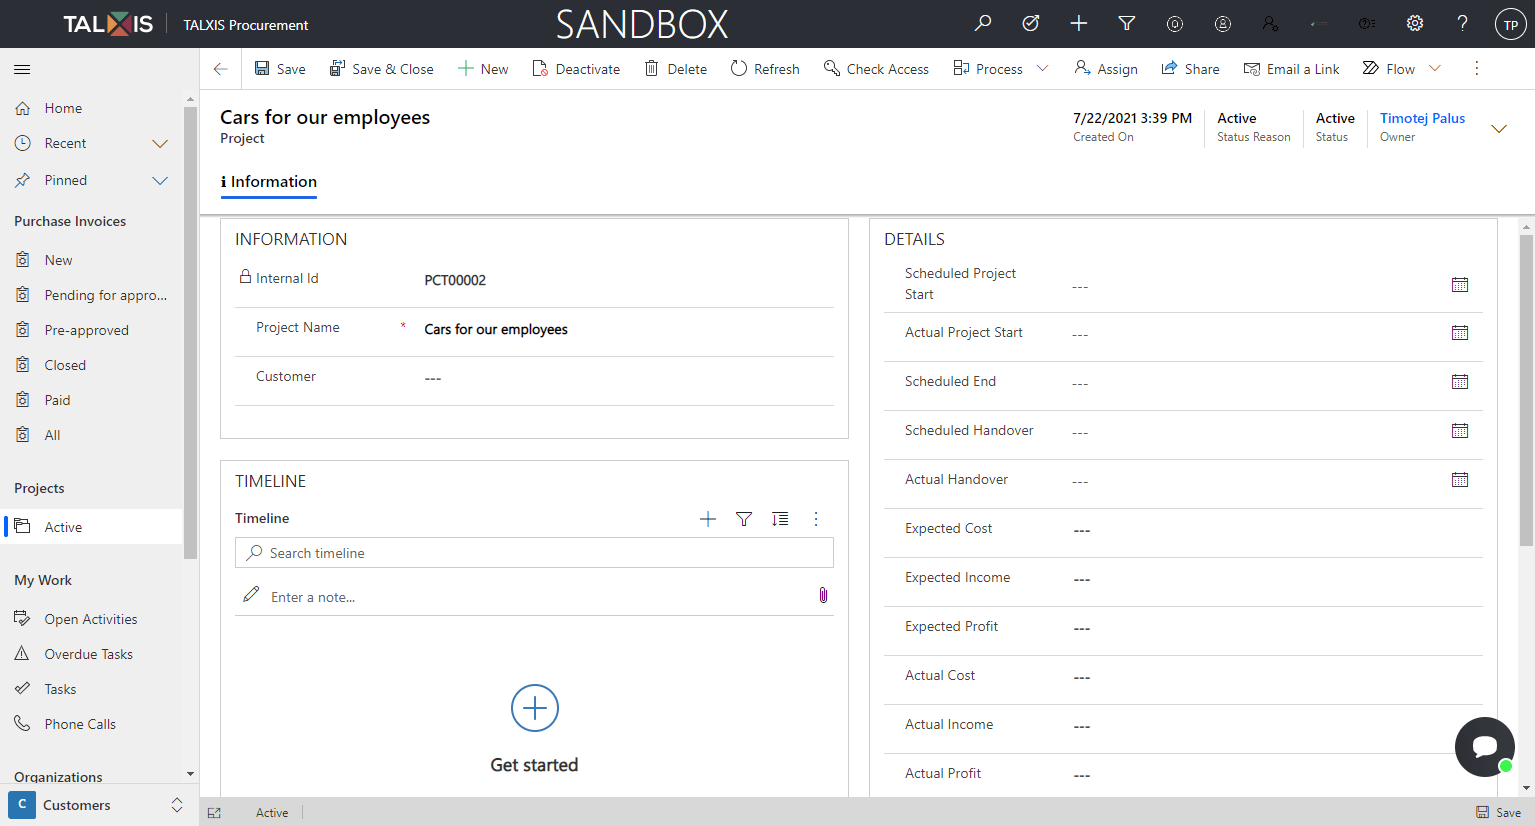 TALXIS
TALXIS Procurement
SANDBOX
?
TP
Home
Recent
Pinned
Purchase Invoices
New
Pending for appro...
Pre-approved
Closed
Paid
All
Projects
Active
My Work
Open Activities
Overdue Tasks
Tasks
Phone Calls
Organizations
C
Customers
Save
Save & Close
New
Deactivate
Delete
Refresh
Check Access
Process
Assign
Share
Email a Link
Flow
Cars for our employees
Project
7/22/2021 3:39 PM
Created On
Active
Status Reason
Active
Status
Timotej Palus
Owner
Information
INFORMATION
Internal Id
PCT00002
Project Name
*
Cars for our employees
Customer
---
TIMELINE
Timeline
Search timeline
Enter a note...
Get started
DETAILS
Scheduled Project
Start
---
Actual Project Start
---
Scheduled End
---
Scheduled Handover
---
Actual Handover
---
Expected Cost
---
Expected Income
---
Expected Profit
---
Actual Cost
---
Actual Income
---
Actual Profit
---
Active
Save